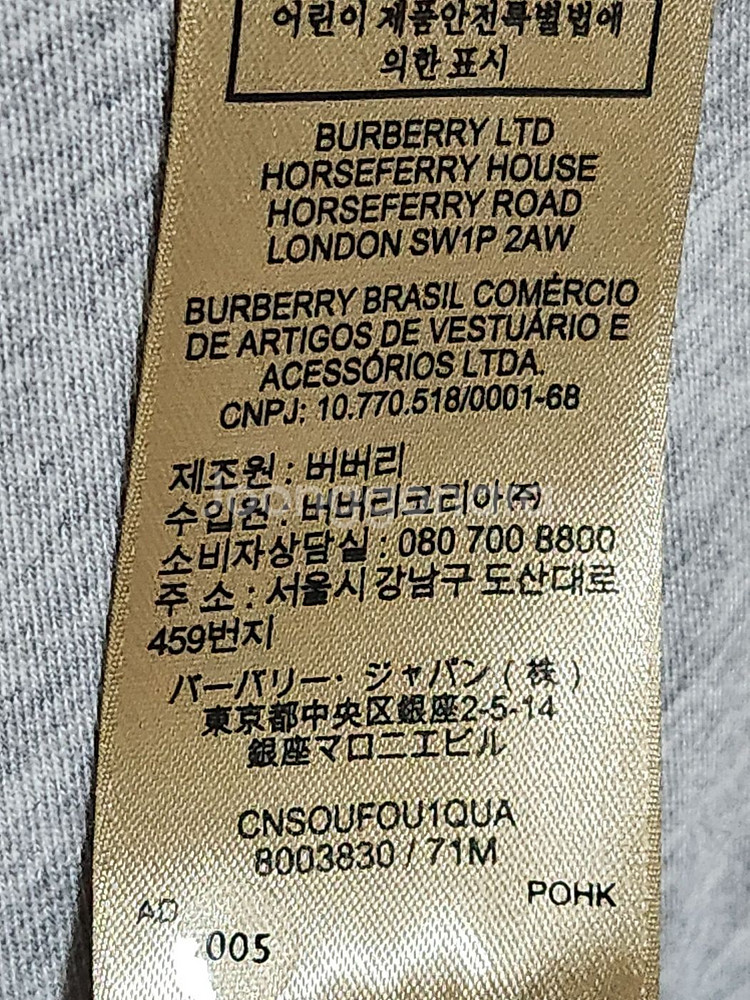 어린이제품안전특별법에
의한 표시
BURBERRY LTD
HORSEFERRY HOUSE
HORSEFERRY ROAD
LONDON SW1P 2AW
BURBERRY BRASIL COMÉRCIO
DE ARTIGOS DE VESTUÁRIO E
ACESSÓRIOS LTDA.
CNPJ: 10.770.518/0001-68
제조원 : 버버리
수입원 : 버버리코리아㈜
소비자상담실 : 080 700 8800
주 소 : 서울시 강남구 도산대로
459번지
バーバリー・ジャパン ( 株 )
東京都中央区銀座2-5-14
銀座マロニエビル
CNSOUFOU1QUA
8003830 / 71M
POHK
AD
005